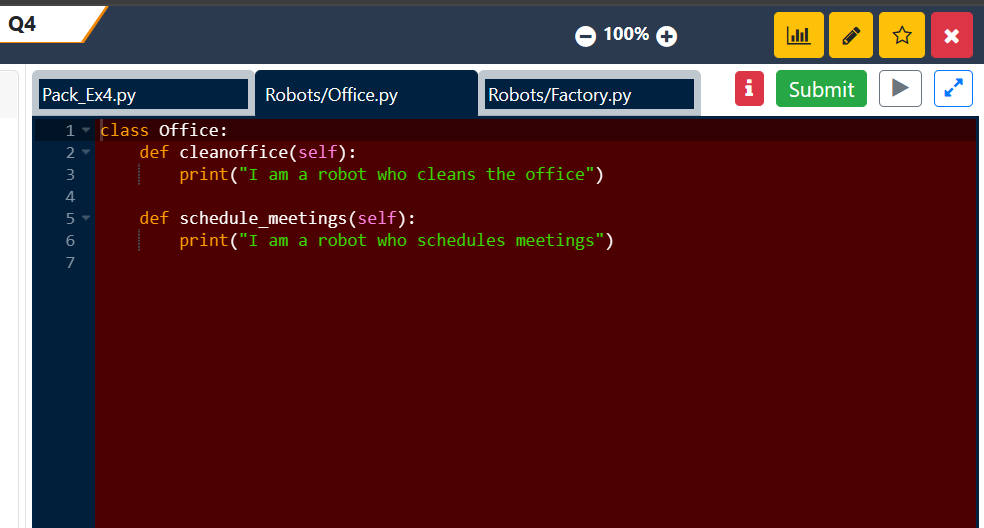 Q4
100%
Pack_Ex4.py
Robots/Office.py
Robots/Factory.py
i
Submit
1 class Office:
2     def cleanoffice(self):
3         print("I am a robot who cleans the office")
4
5     def schedule_meetings(self):
6         print("I am a robot who schedules meetings")
7